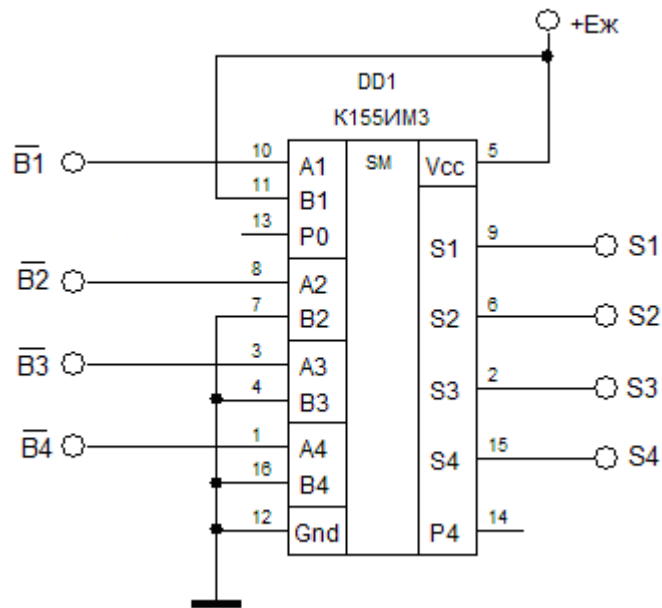 +Еж
DD1
К155ИМ3
B1 10 A1 SM Vcc 5
11 B1
13 P0 S1 9 S1
B2 8 A2
7 B2 S2 6 S2
B3 3 A3
4 B3 S3 2 S3
B4 1 A4 S4 15 S4
16 B4
12 Gnd P4 14